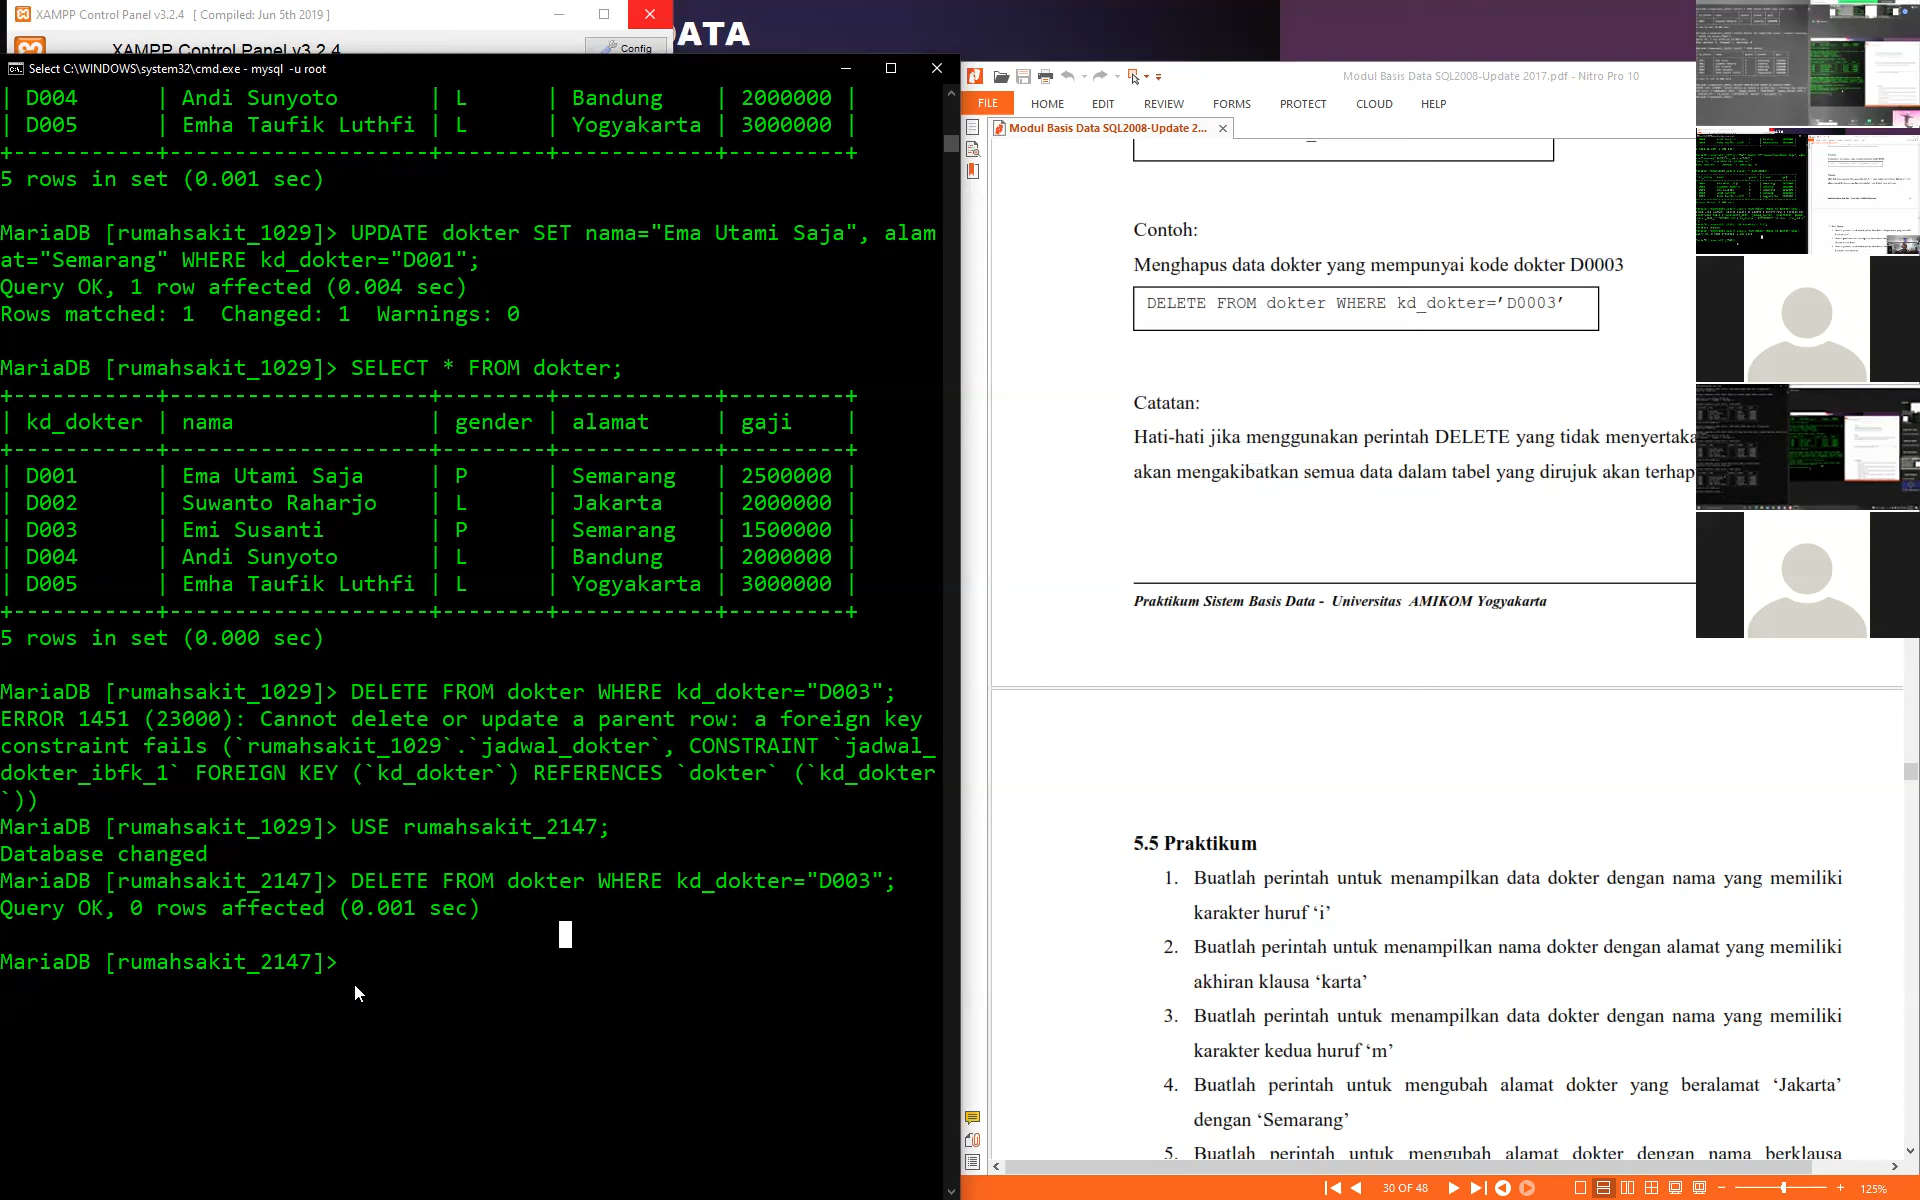 XAMPP Control Panel v3.2.4 [ Compiled: Jun 5th 2019 ]
XAMPP Control Panel v3.2.4
Config
ATA
Select C:\WINDOWS\system32\cmd.exe - mysql -u root
| D004 | Andi Sunyoto | L | Bandung | 2000000 |
| D005 | Emha Taufik Luthfi | L | Yogyakarta | 3000000 |
+-----------+---------------------+--------+------------+---------+
5 rows in set (0.001 sec)
MariaDB [rumahsakit_1029]> UPDATE dokter SET nama="Ema Utami Saja", alam
at="Semarang" WHERE kd_dokter="D001";
Query OK, 1 row affected (0.004 sec)
Rows matched: 1 Changed: 1 Warnings: 0
MariaDB [rumahsakit_1029]> SELECT * FROM dokter;
+-----------+---------------------+--------+------------+---------+
| kd_dokter | nama | gender | alamat | gaji |
+-----------+---------------------+--------+------------+---------+
| D001 | Ema Utami Saja | P | Semarang | 2500000 |
| D002 | Suwanto Raharjo | L | Jakarta | 2000000 |
| D003 | Emi Susanti | P | Semarang | 1500000 |
| D004 | Andi Sunyoto | L | Bandung | 2000000 |
| D005 | Emha Taufik Luthfi | L | Yogyakarta | 3000000 |
+-----------+---------------------+--------+------------+---------+
5 rows in set (0.000 sec)
MariaDB [rumahsakit_1029]> DELETE FROM dokter WHERE kd_dokter="D003";
ERROR 1451 (23000): Cannot delete or update a parent row: a foreign key
constraint fails (`rumahsakit_1029`.`jadwal_dokter`, CONSTRAINT `jadwal_
dokter_ibfk_1` FOREIGN KEY (`kd_dokter`) REFERENCES `dokter` (`kd_dokter
`))
MariaDB [rumahsakit_1029]> USE rumahsakit_2147;
Database changed
MariaDB [rumahsakit_2147]> DELETE FROM dokter WHERE kd_dokter="D003";
Query OK, 0 rows affected (0.001 sec)
MariaDB [rumahsakit_2147]>
Modul Basis Data SQL2008-Update 2017.pdf - Nitro Pro 10
FILE HOME EDIT REVIEW FORMS PROTECT CLOUD HELP
Modul Basis Data SQL2008-Update 2...
Contoh:
Menghapus data dokter yang mempunyai kode dokter D0003
DELETE FROM dokter WHERE kd_dokter=’D0003’
Catatan:
Hati-hati jika menggunakan perintah DELETE yang tidak menyerta
akan mengakibatkan semua data dalam tabel yang dirujuk akan terhap
Praktikum Sistem Basis Data - Universitas AMIKOM Yogyakarta
5.5 Praktikum
1. Buatlah perintah untuk menampilkan data dokter dengan nama yang memiliki
karakter huruf ‘i’
2. Buatlah perintah untuk menampilkan nama dokter dengan alamat yang memiliki
akhiran klausa ‘karta’
3. Buatlah perintah untuk menampilkan data dokter dengan nama yang memiliki
karakter kedua huruf ‘m’
4. Buatlah perintah untuk mengubah alamat dokter yang beralamat ‘Jakarta’
dengan ‘Semarang’
5. Buatlah perintah untuk mengubah alamat dokter dengan nama berklausa
30 OF 48
125%